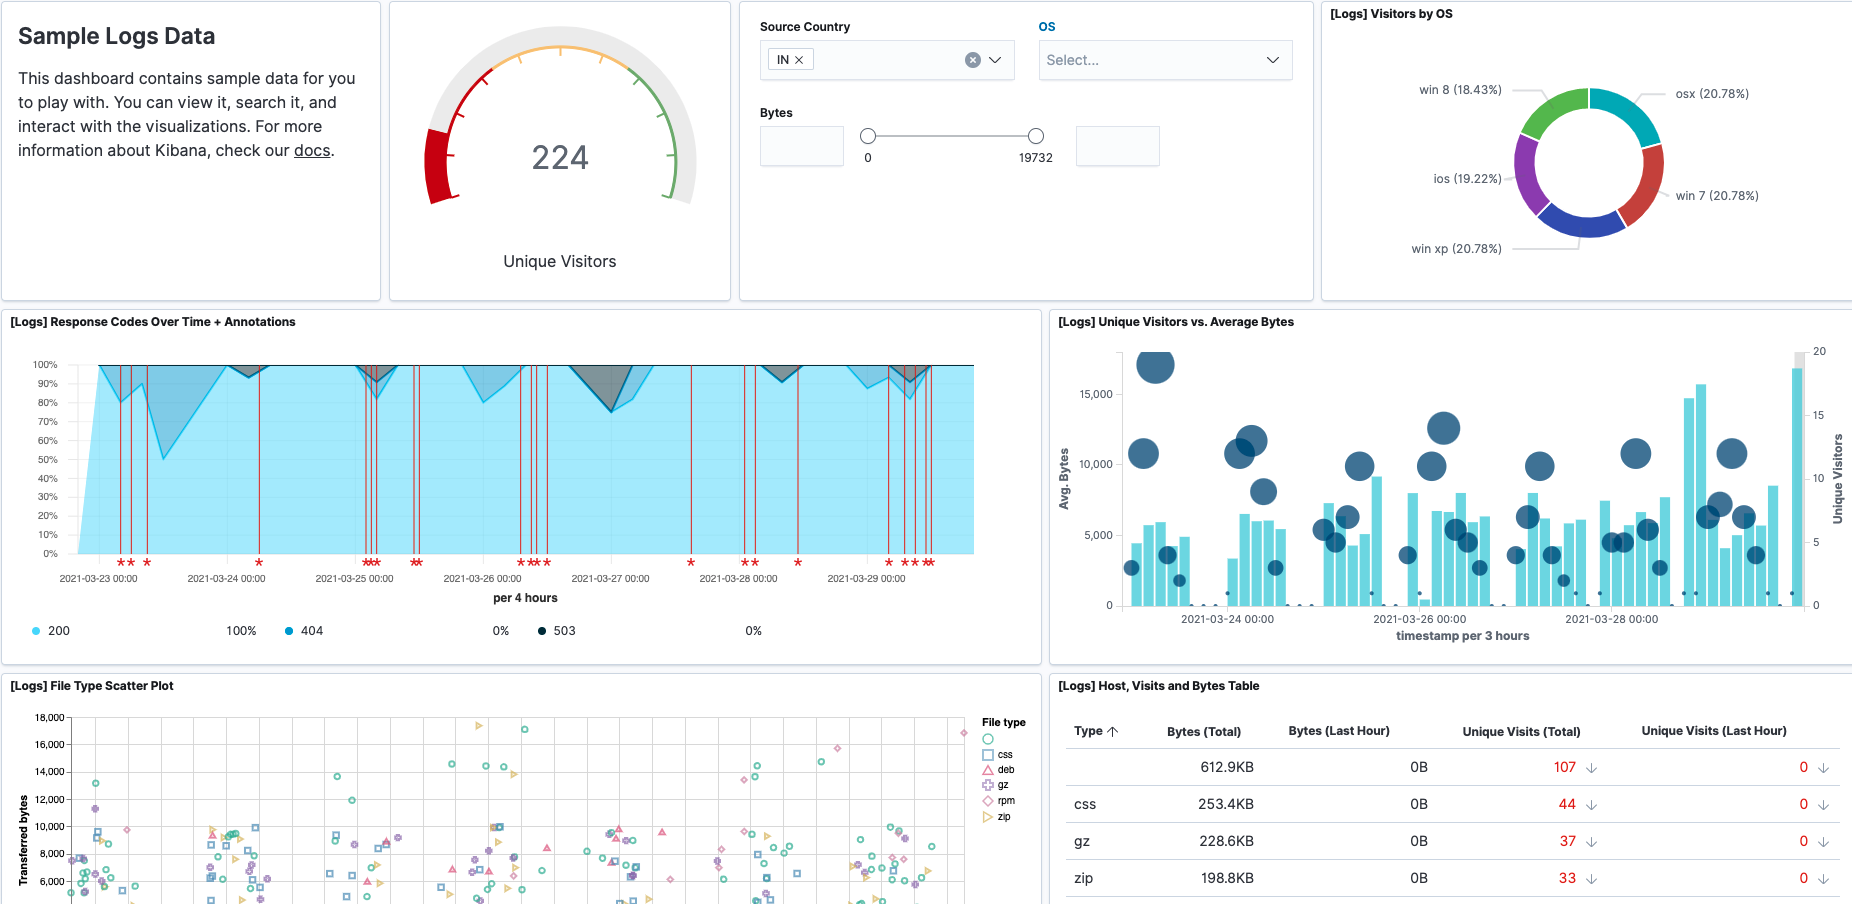 Sample Logs Data
This dashboard contains sample data for you
to play with. You can view it, search it, and
interact with the visualizations. For more
information about Kibana, check our docs.
224
Unique Visitors
Source Country
IN ×
OS
Select...
Bytes
0
19732
[Logs] Visitors by OS
win 8 (18.43%)
osx (20.78%)
ios (19.22%)
win 7 (20.78%)
win xp (20.78%)
[Logs] Response Codes Over Time + Annotations
100%
90%
80%
70%
60%
50%
40%
30%
20%
10%
0%
2021-03-23 00:00
2021-03-24 00:00
2021-03-25 00:00
2021-03-26 00:00
2021-03-27 00:00
2021-03-28 00:00
2021-03-29 00:00
per 4 hours
200 100%
404 0%
503 0%
[Logs] Unique Visitors vs. Average Bytes
Avg. Bytes
15,000
10,000
5,000
0
20
15
10
5
0
Unique Visitors
2021-03-24 00:00
2021-03-26 00:00
2021-03-28 00:00
timestamp per 3 hours
[Logs] File Type Scatter Plot
Transferred bytes
18,000
16,000
14,000
12,000
10,000
8,000
6,000
File type
css
deb
gz
rpm
zip
[Logs] Host, Visits and Bytes Table
Type Bytes (Total) Bytes (Last Hour) Unique Visits (Total) Unique Visits (Last Hour)
612.9KB 0B 107 0
css 253.4KB 0B 44 0
gz 228.6KB 0B 37 0
zip 198.8KB 0B 33 0